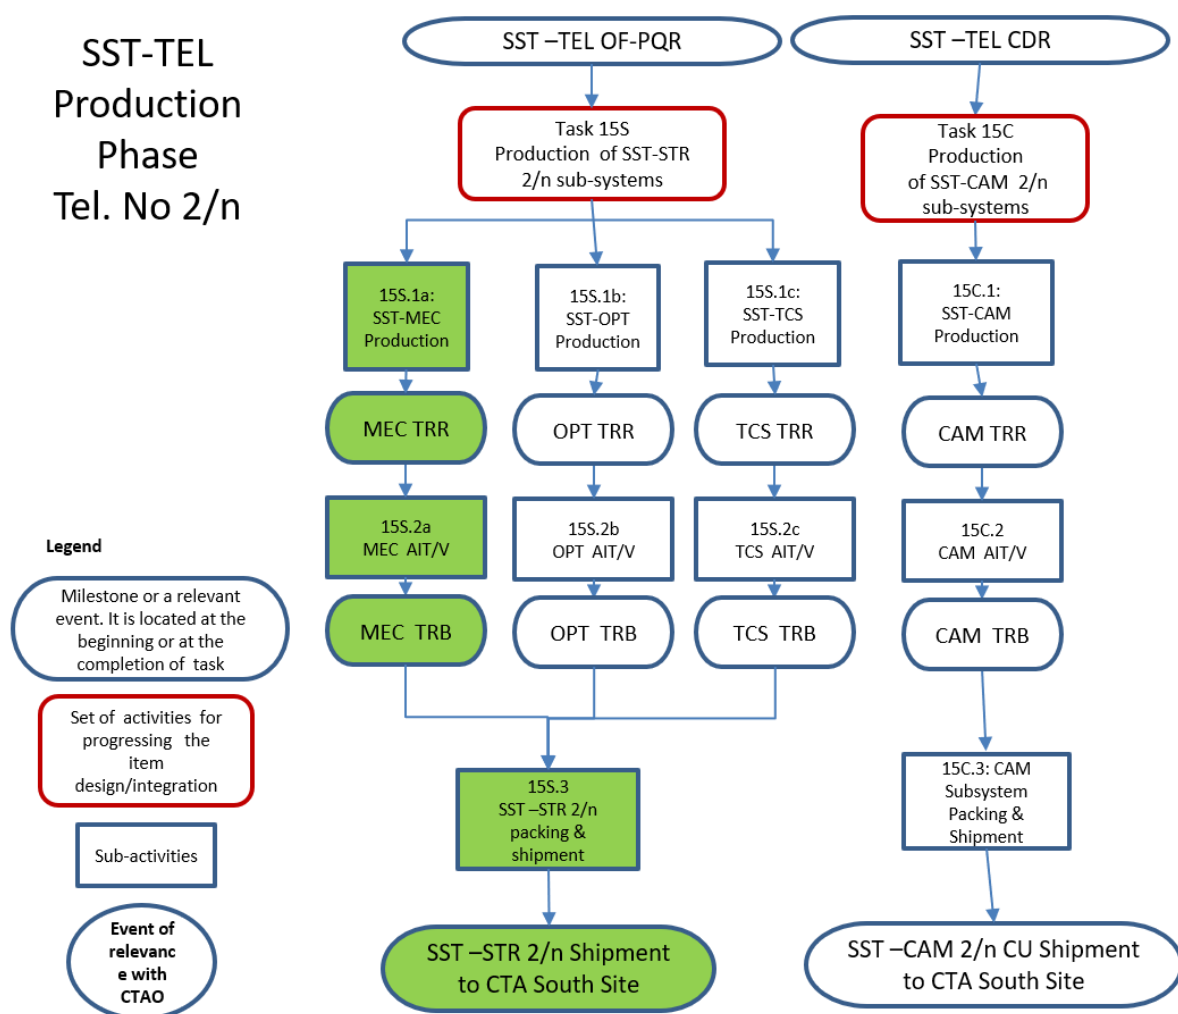 SST-TEL
Production
Phase
Tel. No 2/n
SST –TEL OF-PQR
SST –TEL CDR
Task 15S
Production of SST-STR
2/n sub-systems
Task 15C
Production
of SST-CAM 2/n
sub-systems
15S.1a:
SST-MEC
Production
15S.1b:
SST-OPT
Production
15S.1c:
SST-TCS
Production
15C.1:
SST-CAM
Production
MEC TRR
OPT TRR
TCS TRR
CAM TRR
15S.2a
MEC AIT/V
15S.2b
OPT AIT/V
15S.2c
TCS AIT/V
15C.2
CAM AIT/V
MEC TRB
OPT TRB
TCS TRB
CAM TRB
15S.3
SST –STR 2/n
packing &
shipment
15C.3: CAM
Subsystem
Packing &
Shipment
SST –STR 2/n Shipment
to CTA South Site
SST –CAM 2/n CU Shipment
to CTA South Site
Legend
Milestone or a relevant
event. It is located at the
beginning or at the
completion of task
Set of activities for
progressing the
item
design/integration
Sub-activities
Event of
relevanc
e with
CTAO